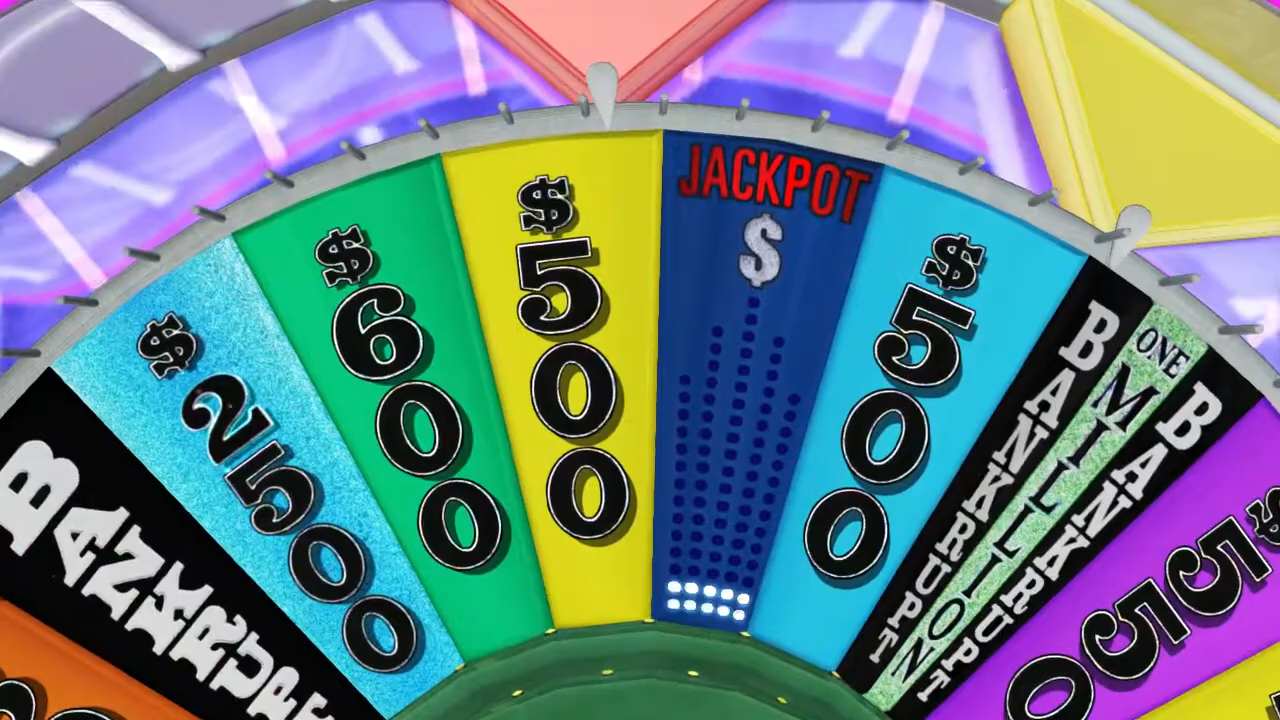 BANKRUPT
$2500
$600
$500
JACKPOT
$
$500
BANKRUPT
ONE MILLION
BANKRUPT
$550